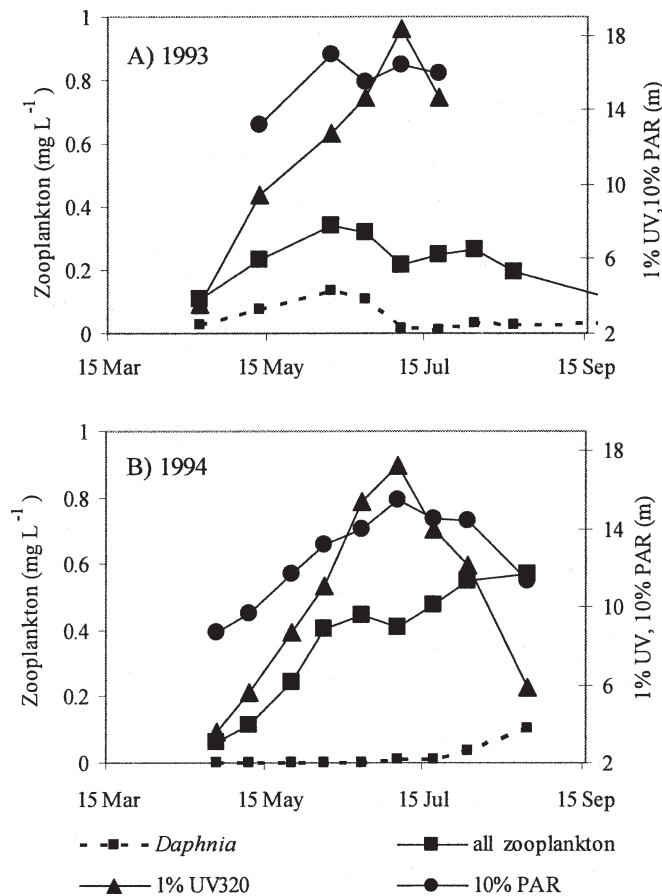 A) 1993
Zooplankton (mg L⁻¹)
1
0.8
0.6
0.4
0.2
0
18
14
10
6
2
1% UV,10% PAR (m)
15 Mar 15 May 15 Jul 15 Sep
B) 1994
Zooplankton (mg L⁻¹)
1
0.8
0.6
0.4
0.2
0
18
14
10
6
2
1% UV, 10% PAR (m)
15 Mar 15 May 15 Jul 15 Sep
Daphnia all zooplankton
1% UV320 10% PAR